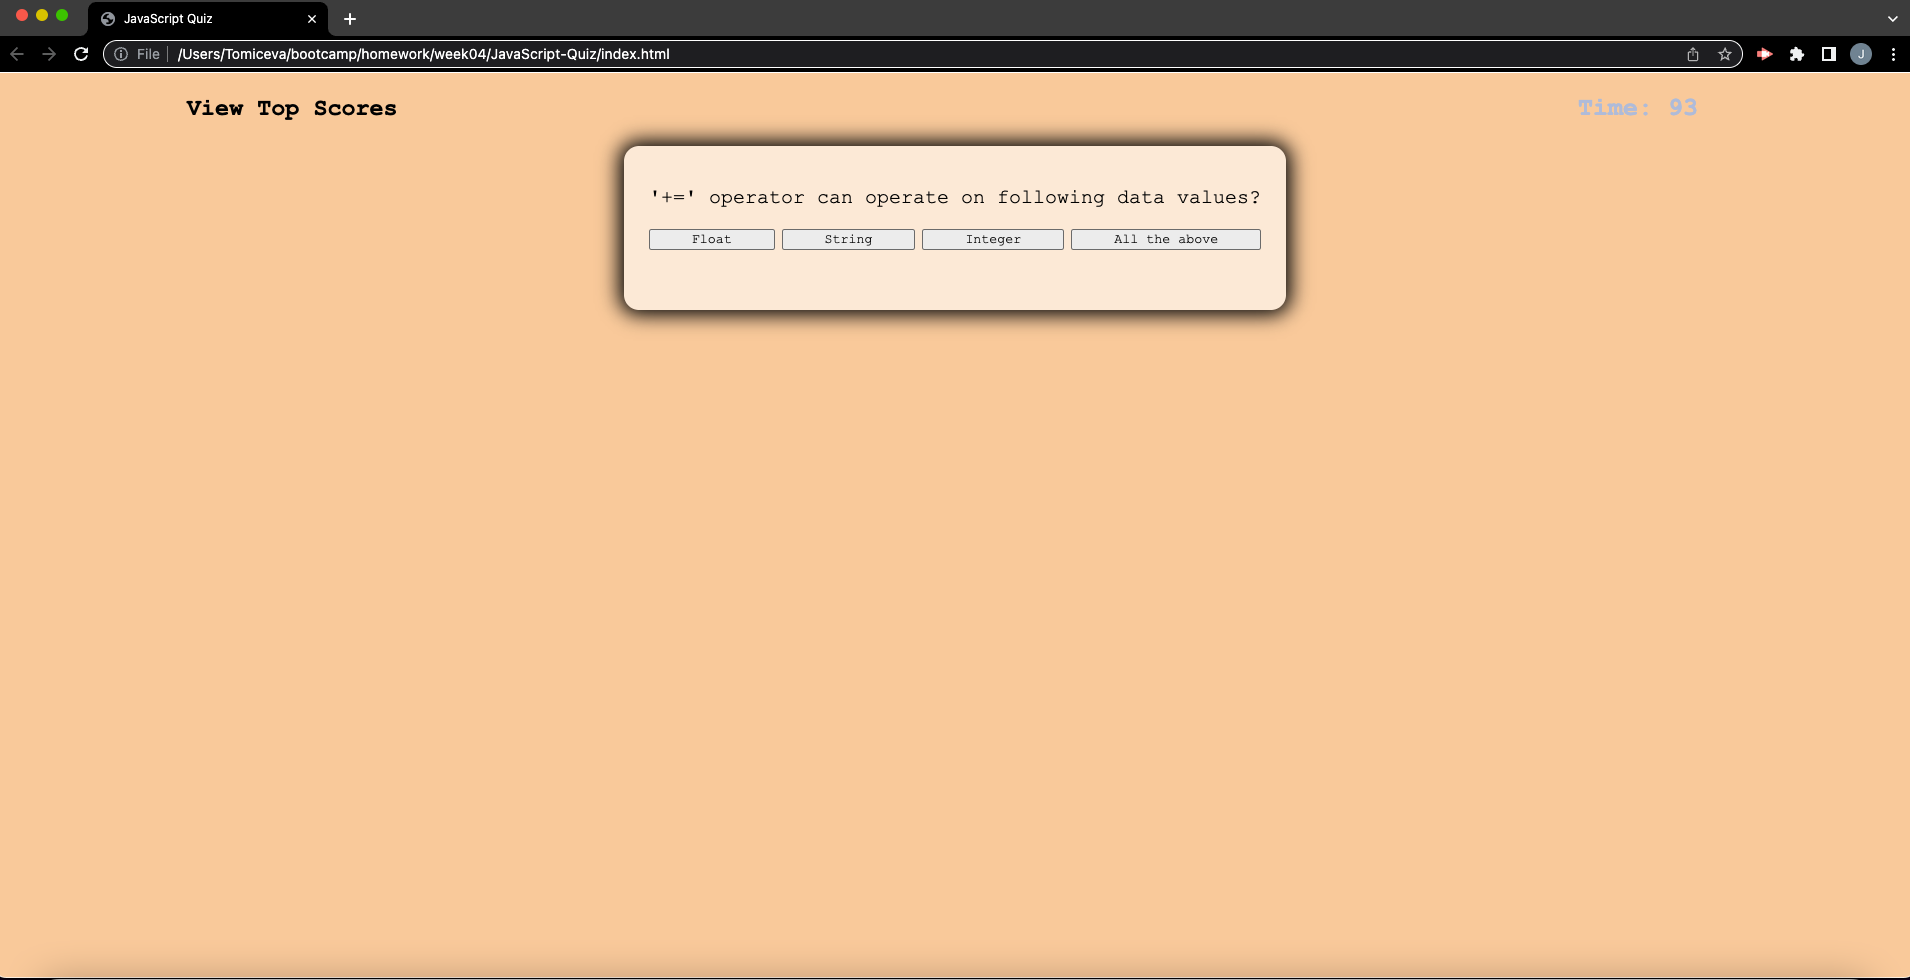 JavaScript Quiz
File | /Users/Tomiceva/bootcamp/homework/week04/JavaScript-Quiz/index.html
J
View Top Scores
Time: 93
'+=' operator can operate on following data values?
Float String Integer All the above